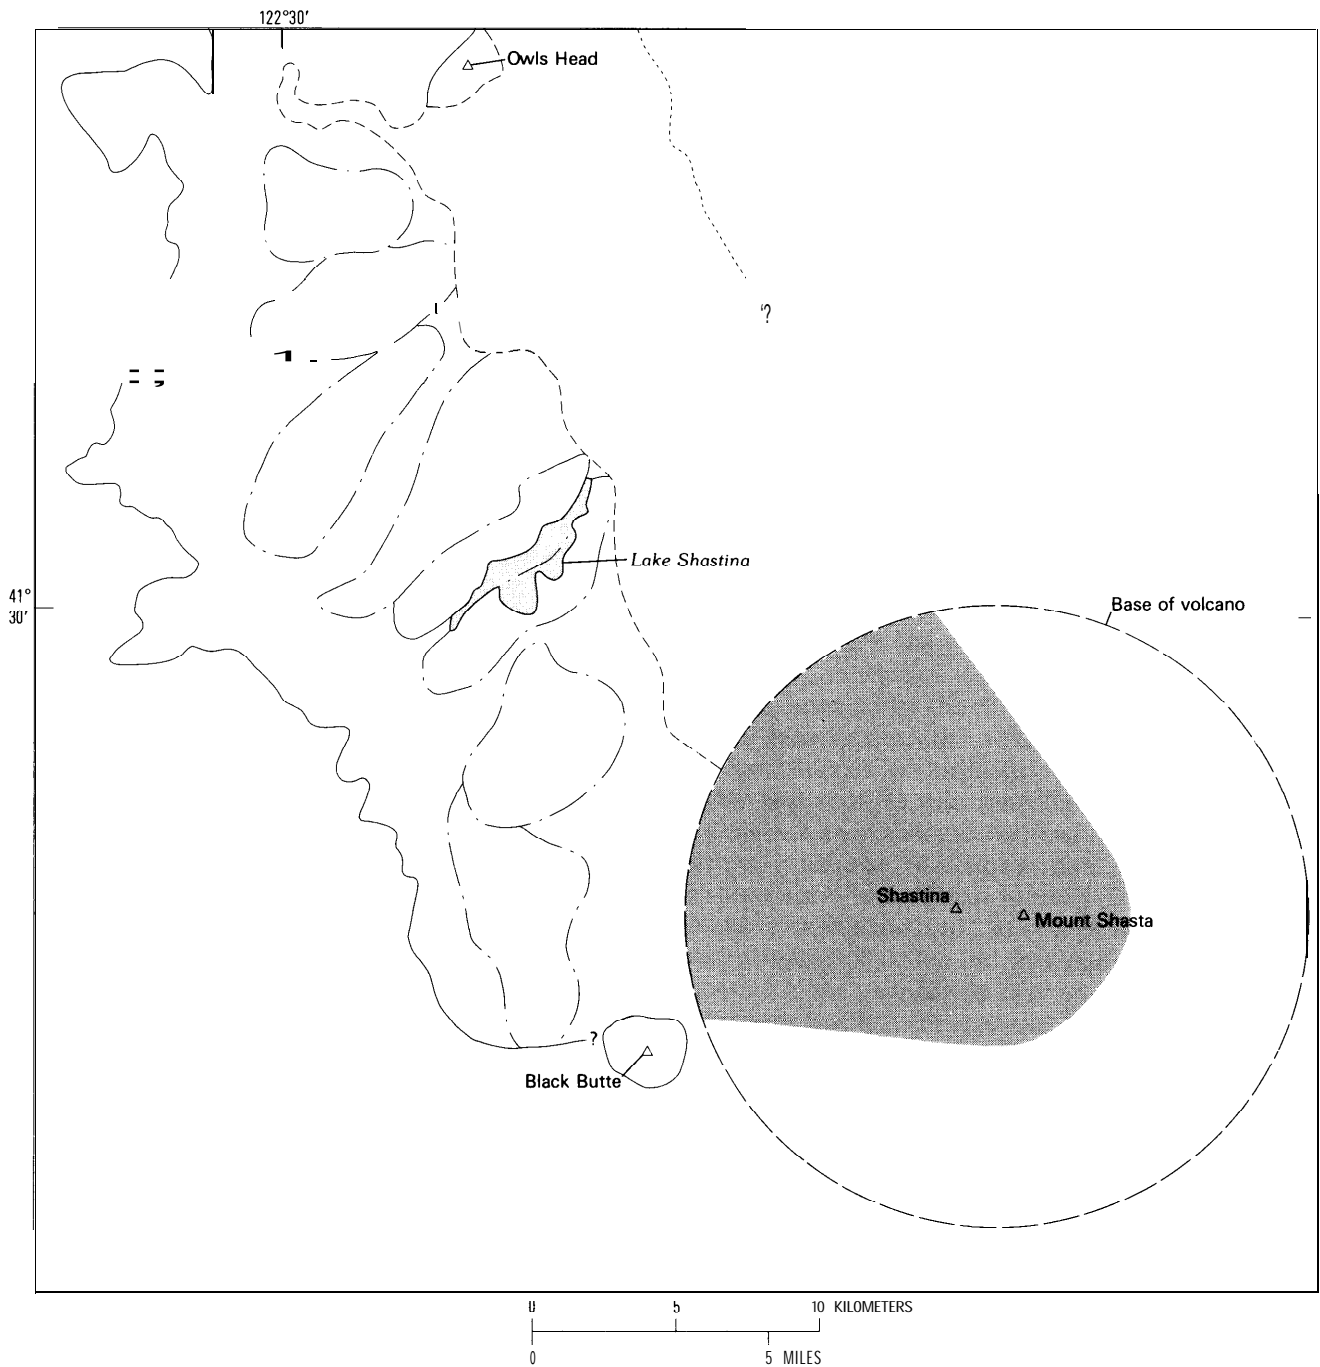 122°30'
Owls Head
?
Lake Shastina
41°
30'
Base of volcano
Shastina
Mount Shasta
?
Black Butte
0 5 10 KILOMETERS
0 5 MILES